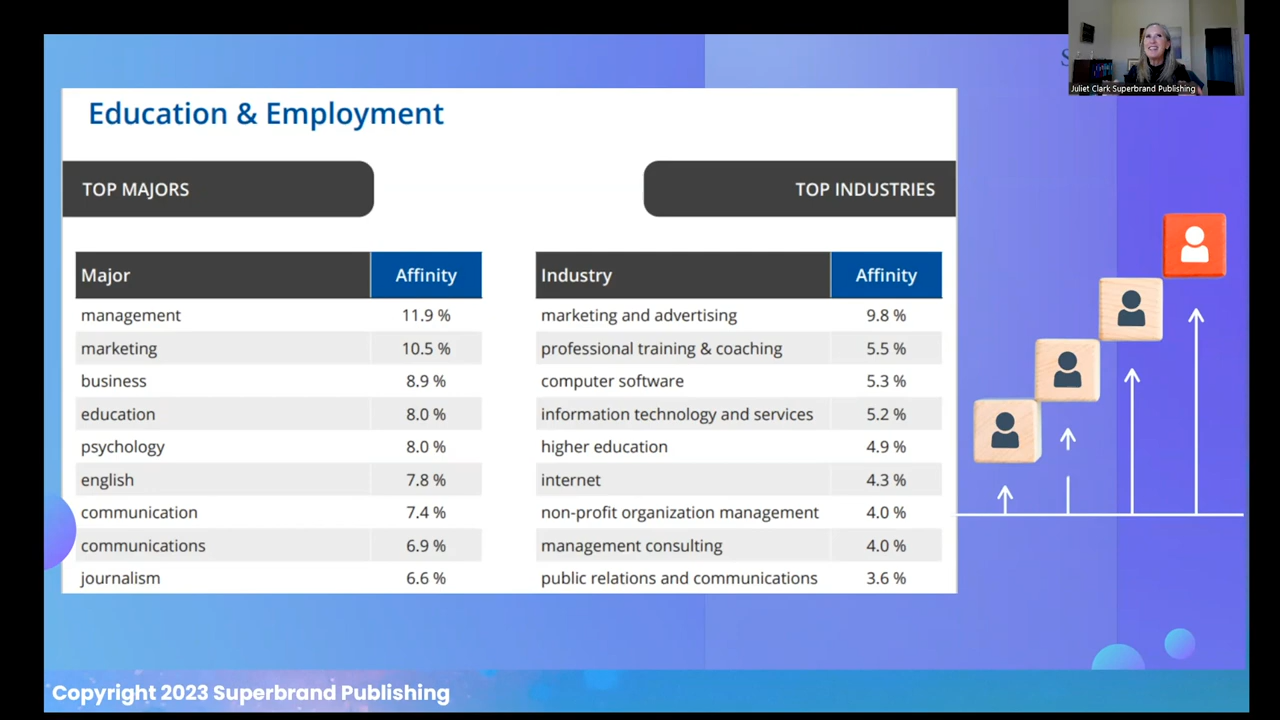 Education & Employment
TOP MAJORS
TOP INDUSTRIES
Major Affinity
management 11.9 %
marketing 10.5 %
business 8.9 %
education 8.0 %
psychology 8.0 %
english 7.8 %
communication 7.4 %
communications 6.9 %
journalism 6.6 %
Industry Affinity
marketing and advertising 9.8 %
professional training & coaching 5.5 %
computer software 5.3 %
information technology and services 5.2 %
higher education 4.9 %
internet 4.3 %
non-profit organization management 4.0 %
management consulting 4.0 %
public relations and communications 3.6 %
Juliet Clark Superbrand Publishing
Copyright 2023 Superbrand Publishing